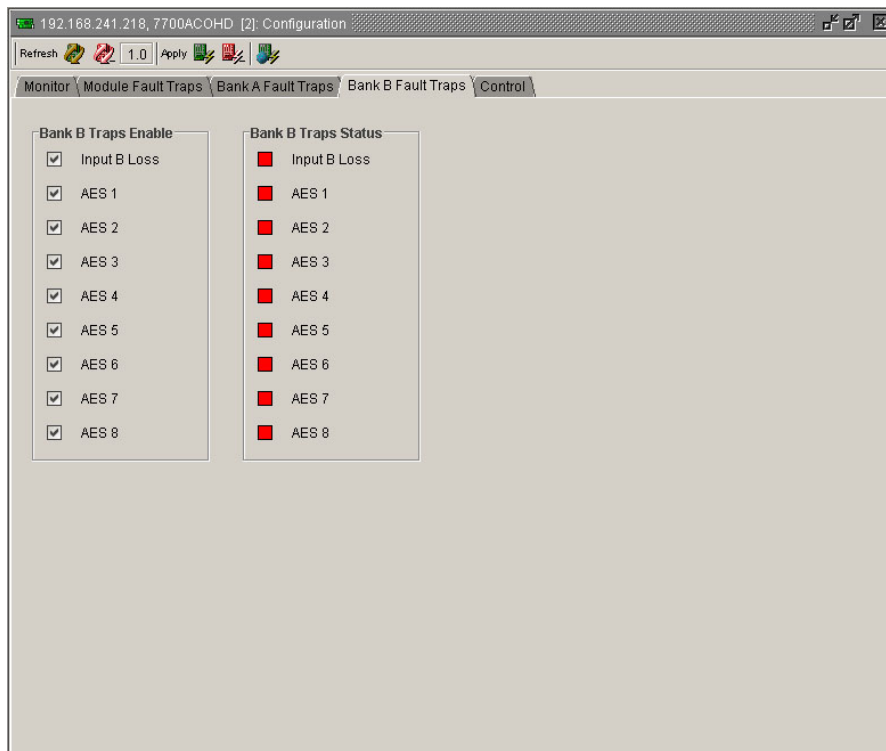 192.168.241.218, 7700ACOHD [2]: Configuration
Refresh 1.0 Apply
Monitor Module Fault Traps Bank A Fault Traps Bank B Fault Traps Control
Bank B Traps Enable Bank B Traps Status
Input B Loss Input B Loss
AES 1 AES 1
AES 2 AES 2
AES 3 AES 3
AES 4 AES 4
AES 5 AES 5
AES 6 AES 6
AES 7 AES 7
AES 8 AES 8